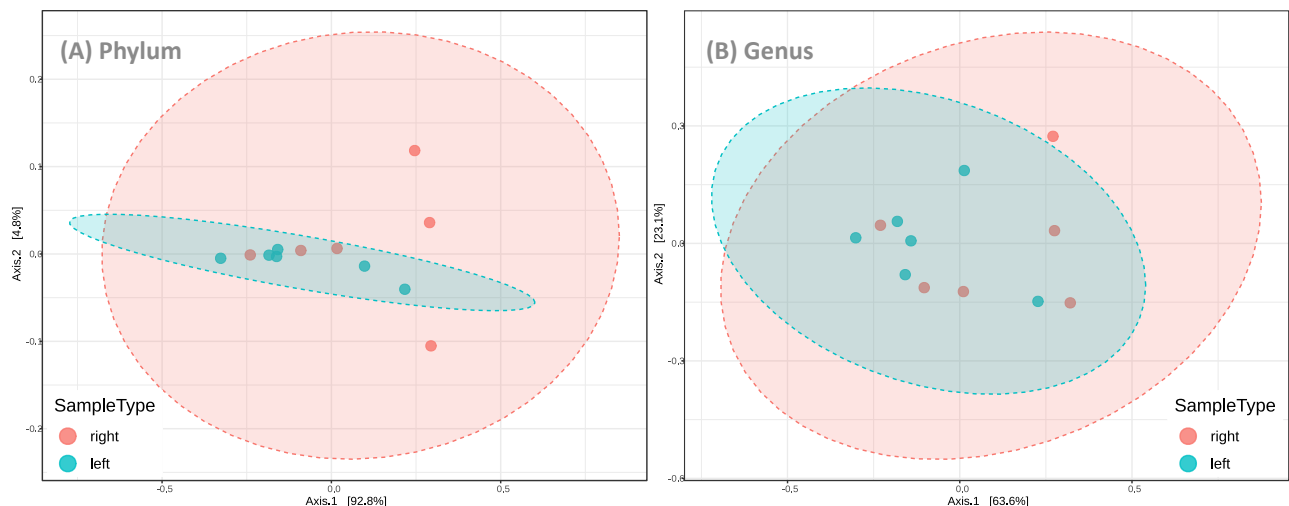 (A) Phylum
0,2
0,1
0,0
-0,1
-0,2
Axis.2 [4.8%]
SampleType
right
left
-0,5
0,0
0,5
Axis.1 [92.8%]
(B) Genus
0,3
0,0
-0,3
-0,6
Axis.2 [23.1%]
SampleType
right
left
-0,5
0,0
0,5
Axis.1 [63.6%]